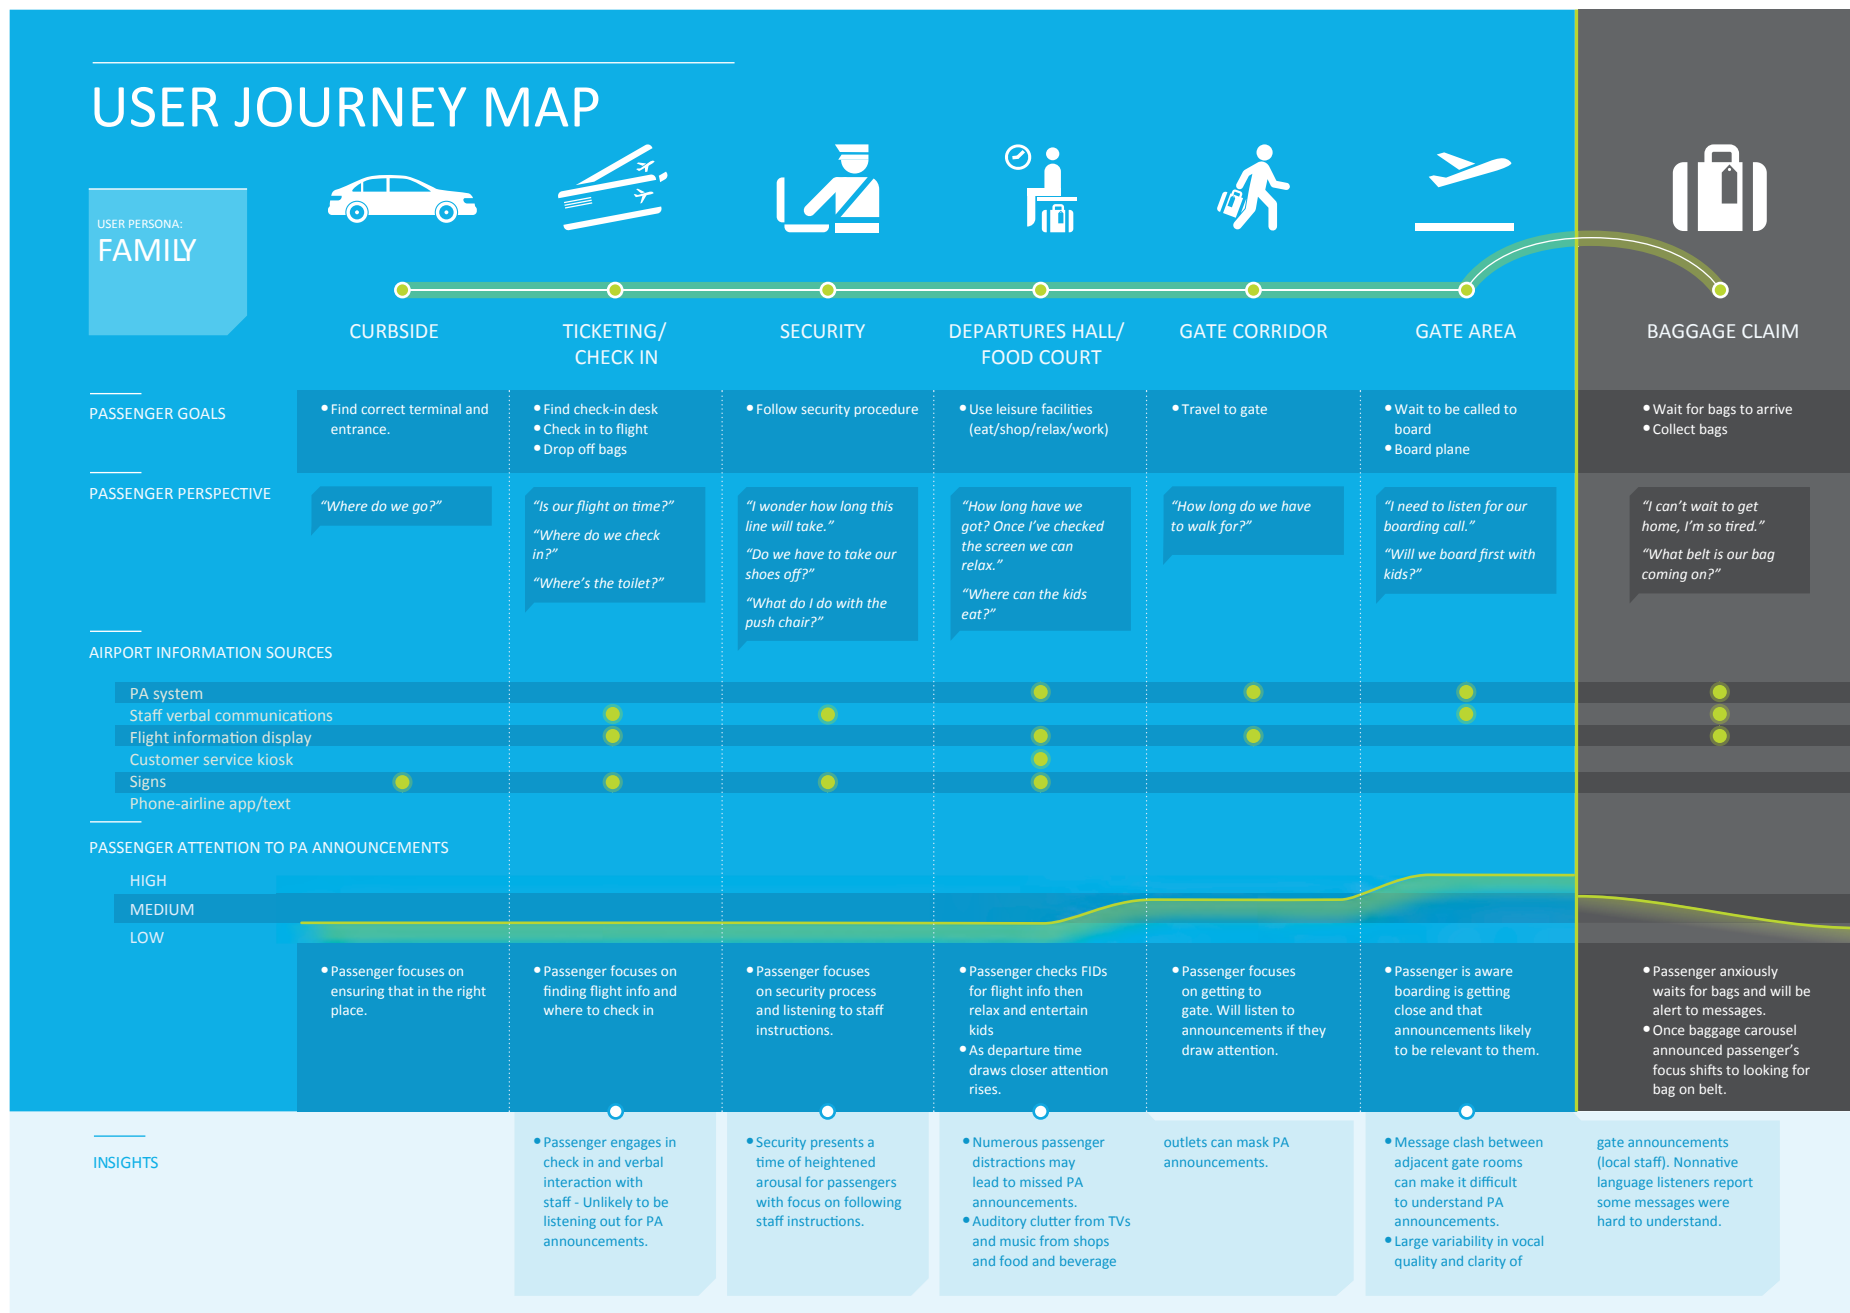 USER JOURNEY MAP
USER PERSONA:
FAMILY
CURBSIDE
TICKETING/
CHECK IN
SECURITY
DEPARTURES HALL/
FOOD COURT
GATE CORRIDOR
GATE AREA
BAGGAGE CLAIM
PASSENGER GOALS
• Find correct terminal and
entrance.
• Find check-in desk
• Check in to flight
• Drop off bags
• Follow security procedure
• Use leisure facilities
(eat/shop/relax/work)
• Travel to gate
• Wait to be called to
board
• Board plane
• Wait for bags to arrive
• Collect bags
PASSENGER PERSPECTIVE
“Where do we go?”
“Is our flight on time?”
“Where do we check
in?”
“Where’s the toilet?”
“I wonder how long this
line will take.”
“Do we have to take our
shoes off?”
“What do I do with the
push chair?”
“How long have we
got? Once I’ve checked
the screen we can
relax.”
“Where can the kids
eat?”
“How long do we have
to walk for?”
“I need to listen for our
boarding call.”
“Will we board first with
kids?”
“I can’t wait to get
home, I’m so tired.”
“What belt is our bag
coming on?”
AIRPORT INFORMATION SOURCES
PA system
Staff verbal communications
Flight information display
Customer service kiosk
Signs
Phone-airline app/text
PASSENGER ATTENTION TO PA ANNOUNCEMENTS
HIGH
MEDIUM
LOW
• Passenger focuses on
ensuring that in the right
place.
• Passenger focuses on
finding flight info and
where to check in
• Passenger focuses
on security process
and listening to staff
instructions.
• Passenger checks FIDs
for flight info then
relax and entertain
kids
• As departure time
draws closer attention
rises.
• Passenger focuses
on getting to
gate. Will listen to
announcements if they
draw attention.
• Passenger is aware
boarding is getting
close and that
announcements likely
to be relevant to them.
• Passenger anxiously
waits for bags and will be
alert to messages.
• Once baggage carousel
announced passenger’s
focus shifts to looking for
bag on belt.
INSIGHTS
• Passenger engages in
check in and verbal
interaction with
staff - Unlikely to be
listening out for PA
announcements.
• Security presents a
time of heightened
arousal for passengers
with focus on following
staff instructions.
• Numerous passenger
distractions may
lead to missed PA
announcements.
• Auditory clutter from TVs
and music from shops
and food and beverage
outlets can mask PA
announcements.
• Message clash between
adjacent gate rooms
can make it difficult
to understand PA
announcements.
• Large variability in vocal
quality and clarity of
gate announcements
(local staff). Nonnative
language listeners report
some messages were
hard to understand.